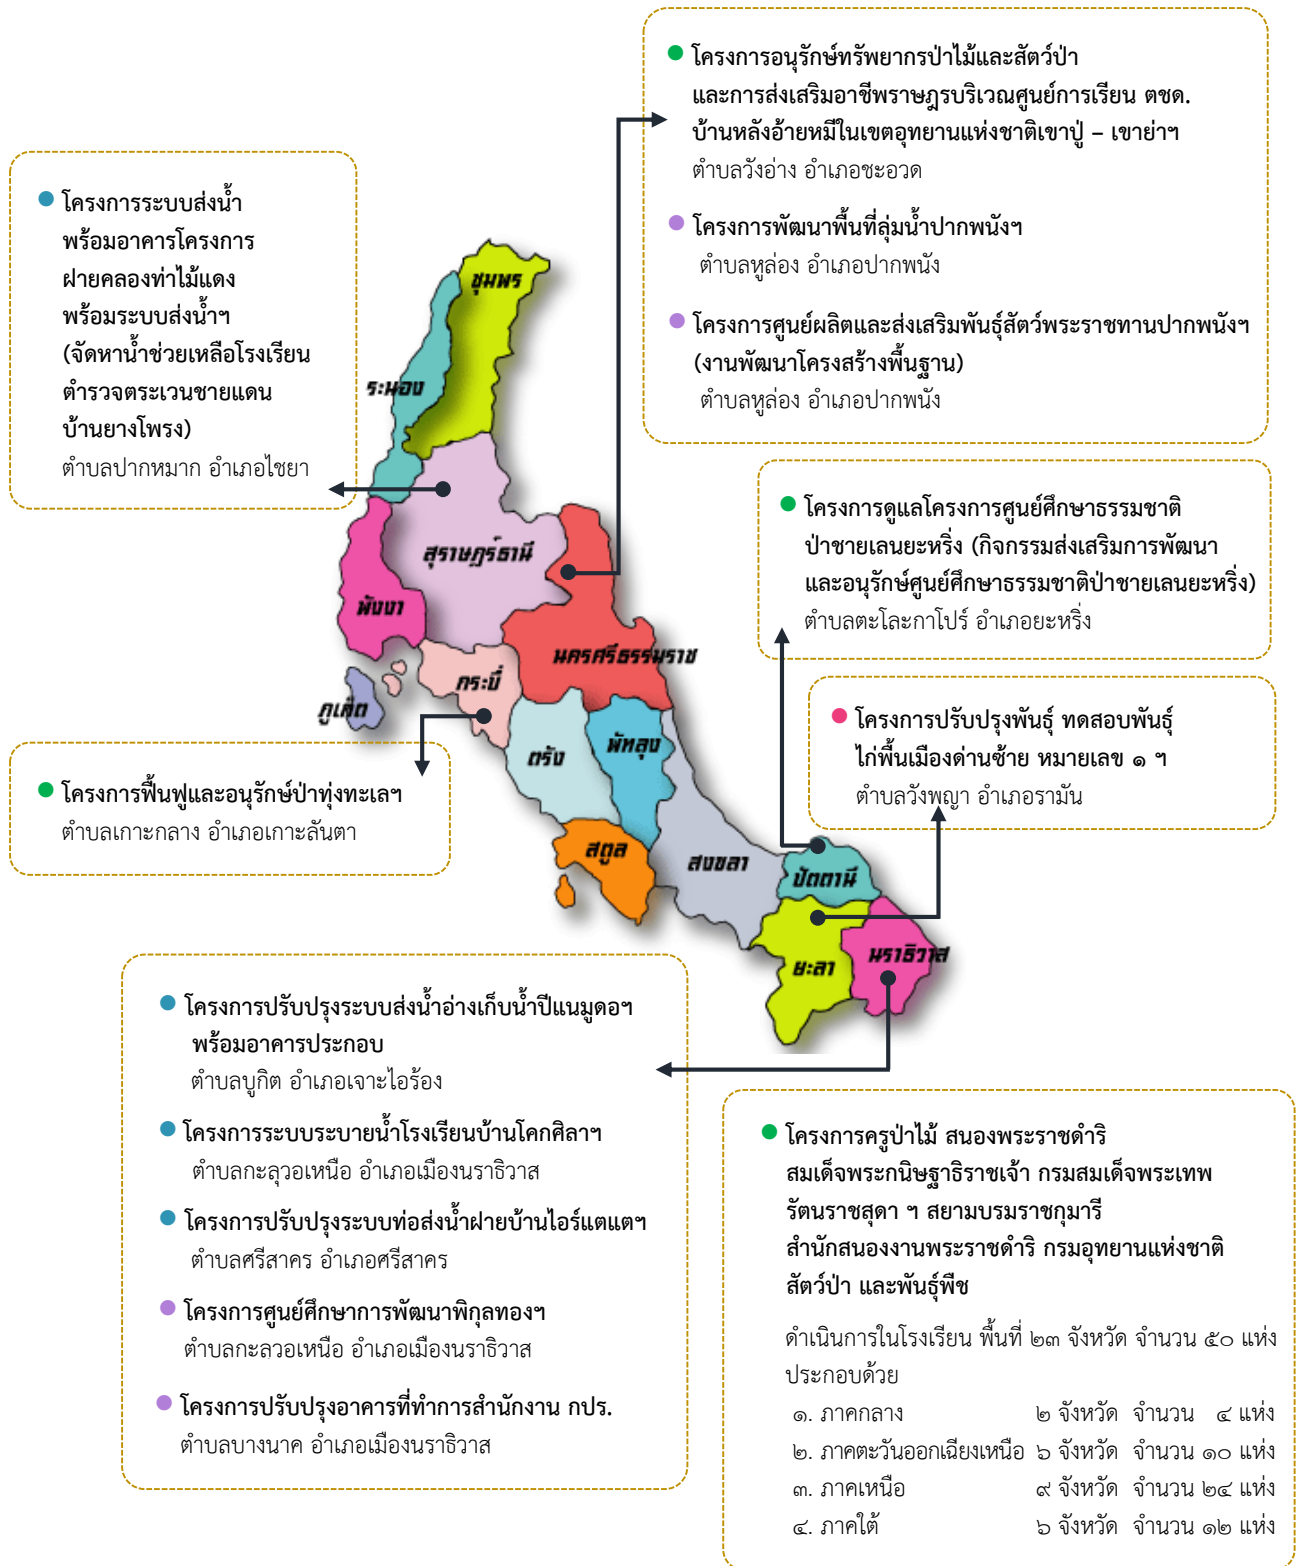 โครงการอนุรักษ์ทรัพยากรป่าไม้และสัตว์ป่า
และการส่งเสริมอาชีพราษฎรบริเวณศูนย์การเรียน ตชด.
บ้านหลังอ้ายหมีในเขตอุทยานแห่งชาติเขาปู่ – เขาย่าฯ
ตำบลวังอ่าง อำเภอชะอวด
โครงการพัฒนาพื้นที่ลุ่มน้ำปากพนังฯ
ตำบลหูล่อง อำเภอปากพนัง
โครงการศูนย์ผลิตและส่งเสริมพันธุ์สัตว์พระราชทานปากพนังฯ
(งานพัฒนาโครงสร้างพื้นฐาน)
ตำบลหูล่อง อำเภอปากพนัง
โครงการระบบส่งน้ำ
พร้อมอาคารโครงการ
ฝายคลองท่าไม้แดง
พร้อมระบบส่งน้ำฯ
(จัดหาน้ำช่วยเหลือโรงเรียน
ตำรวจตระเวนชายแดน
บ้านยางโพรง)
ตำบลปากหมาก อำเภอไชยา
ชุมพร
ระนอง
สุราษฎร์ธานี
พังงา
นครศรีธรรมราช
กระบี่
ภูเก็ต
ตรัง
พัทลุง
สตูล
สงขลา
ปัตตานี
ยะลา
นราธิวาส
โครงการดูแลโครงการศูนย์ศึกษาธรรมชาติ
ป่าชายเลนยะหริ่ง (กิจกรรมส่งเสริมการพัฒนา
และอนุรักษ์ศูนย์ศึกษาธรรมชาติป่าชายเลนยะหริ่ง)
ตำบลตะโละกาโปร์ อำเภอยะหริ่ง
โครงการปรับปรุงพันธุ์ ทดสอบพันธุ์
ไก่พื้นเมืองด่านซ้าย หมายเลข ๑ ฯ
ตำบลวังพญา อำเภอรามัน
โครงการฟื้นฟูและอนุรักษ์ป่าทุ่งทะเลฯ
ตำบลเกาะกลาง อำเภอเกาะลันตา
โครงการปรับปรุงระบบส่งน้ำอ่างเก็บน้ำปีแนมูดอฯ
พร้อมอาคารประกอบ
ตำบลบูกิต อำเภอเจาะไอร้อง
โครงการระบบระบายน้ำโรงเรียนบ้านโคกศิลาฯ
ตำบลกะลุวอเหนือ อำเภอเมืองนราธิวาส
โครงการปรับปรุงระบบท่อส่งน้ำฝายบ้านไอร์แตแตฯ
ตำบลศรีสาคร อำเภอศรีสาคร
โครงการศูนย์ศึกษาการพัฒนาพิกุลทองฯ
ตำบลกะลุวอเหนือ อำเภอเมืองนราธิวาส
โครงการปรับปรุงอาคารที่ทำการสำนักงาน กปร.
ตำบลบางนาค อำเภอเมืองนราธิวาส
โครงการครูป่าไม้ สนองพระราชดำริ
สมเด็จพระกนิษฐาธิราชเจ้า กรมสมเด็จพระเทพ
รัตนราชสุดา ฯ สยามบรมราชกุมารี
สำนักสนองงานพระราชดำริ กรมอุทยานแห่งชาติ
สัตว์ป่า และพันธุ์พืช
ดำเนินการในโรงเรียน พื้นที่ ๒๓ จังหวัด จำนวน ๕๐ แห่ง
ประกอบด้วย
๑. ภาคกลาง ๒ จังหวัด จำนวน ๔ แห่ง
๒. ภาคตะวันออกเฉียงเหนือ ๖ จังหวัด จำนวน ๑๐ แห่ง
๓. ภาคเหนือ ๙ จังหวัด จำนวน ๒๔ แห่ง
๔. ภาคใต้ ๖ จังหวัด จำนวน ๑๒ แห่ง